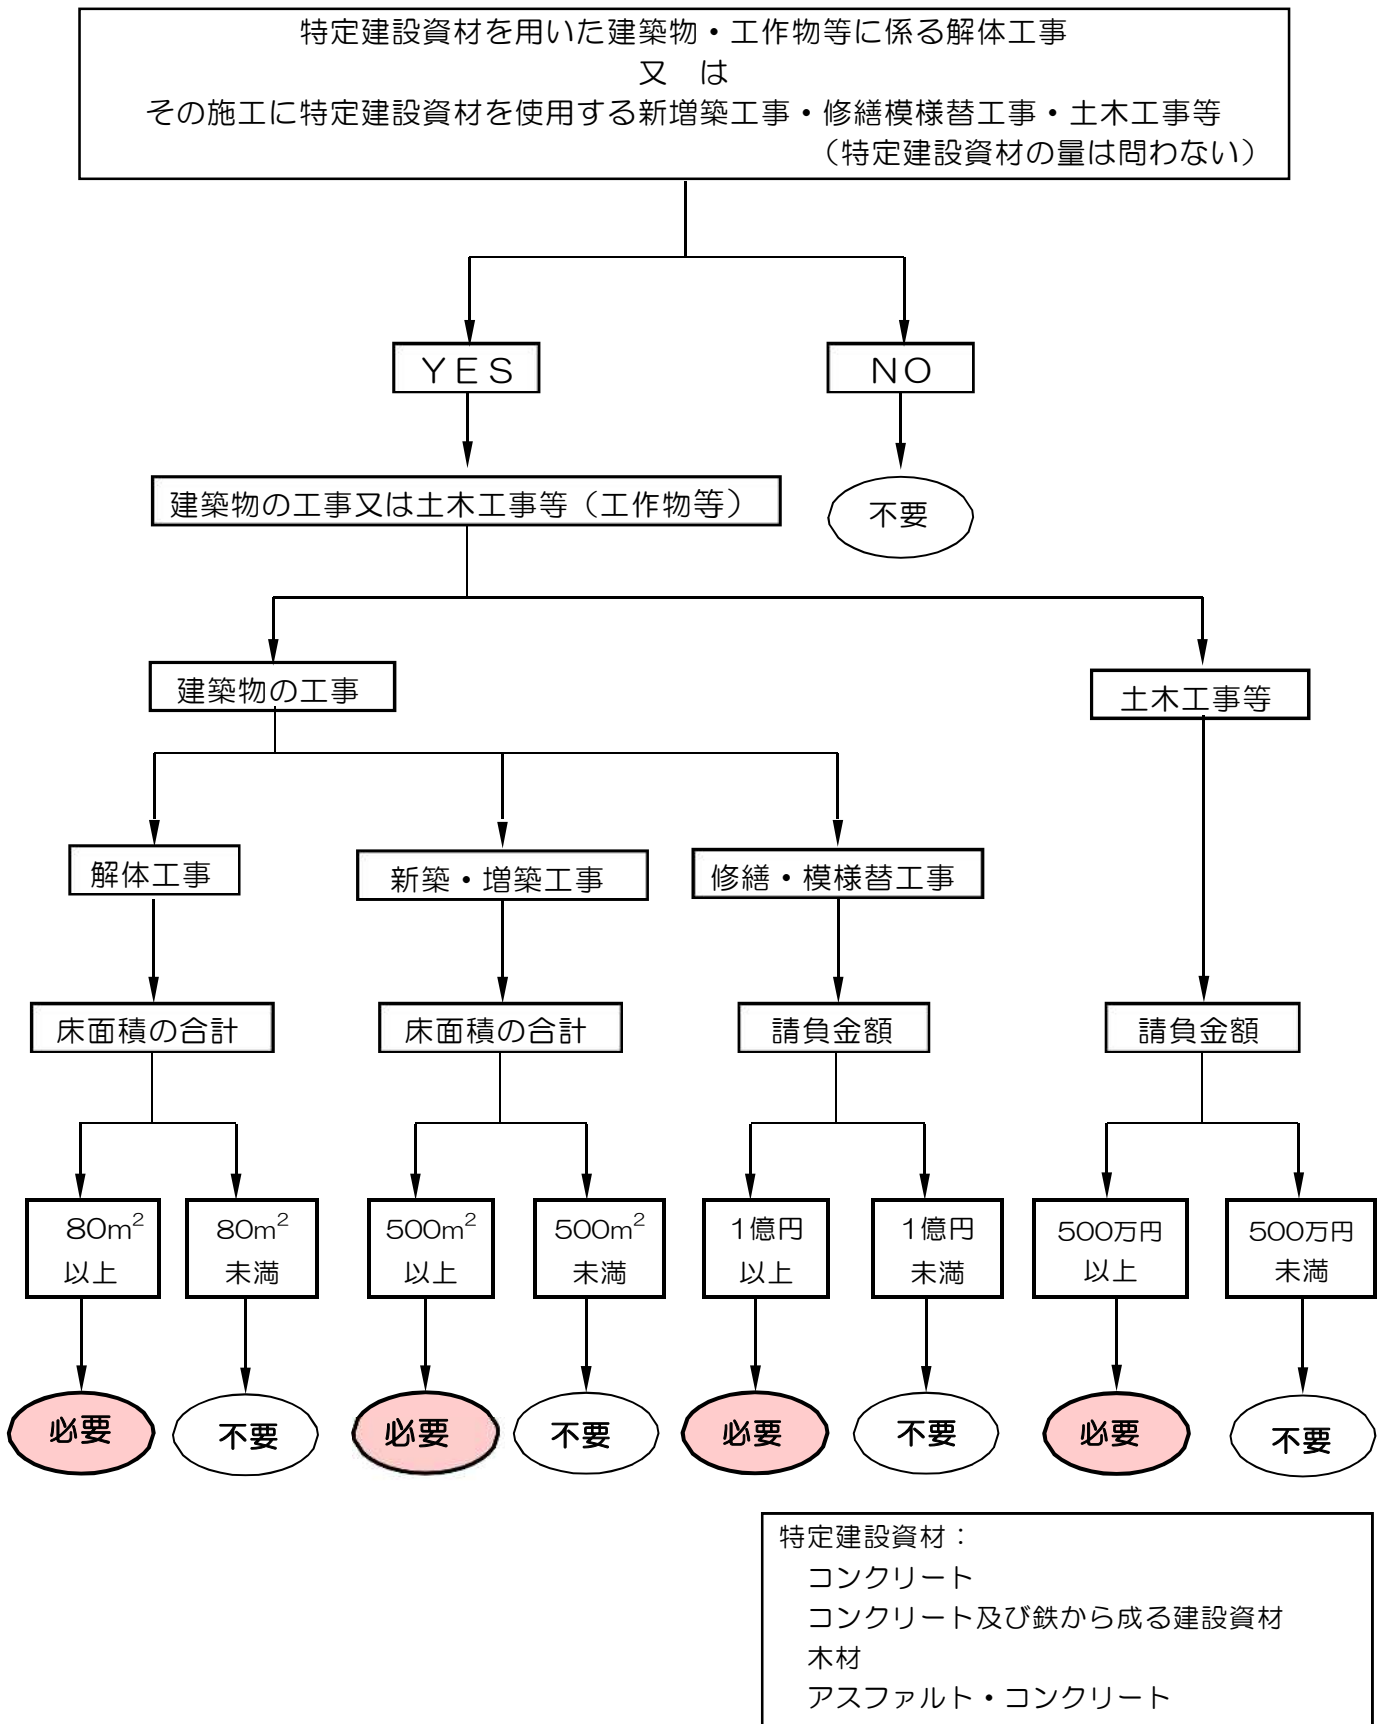 特定建設資材を用いた建築物・工作物等に係る解体工事
又　は
その施工に特定建設資材を使用する新増築工事・修繕模様替工事・土木工事等
（特定建設資材の量は問わない）
ＹＥＳ
ＮＯ
建築物の工事又は土木工事等（工作物等）
不要
建築物の工事
土木工事等
解体工事
新築・増築工事
修繕・模様替工事
床面積の合計
床面積の合計
請負金額
請負金額
80m²
以上
80m²
未満
500m²
以上
500m²
未満
1億円
以上
1億円
未満
500万円
以上
500万円
未満
必要
不要
必要
不要
必要
不要
必要
不要
特定建設資材：
コンクリート
コンクリート及び鉄から成る建設資材
木材
アスファルト・コンクリート